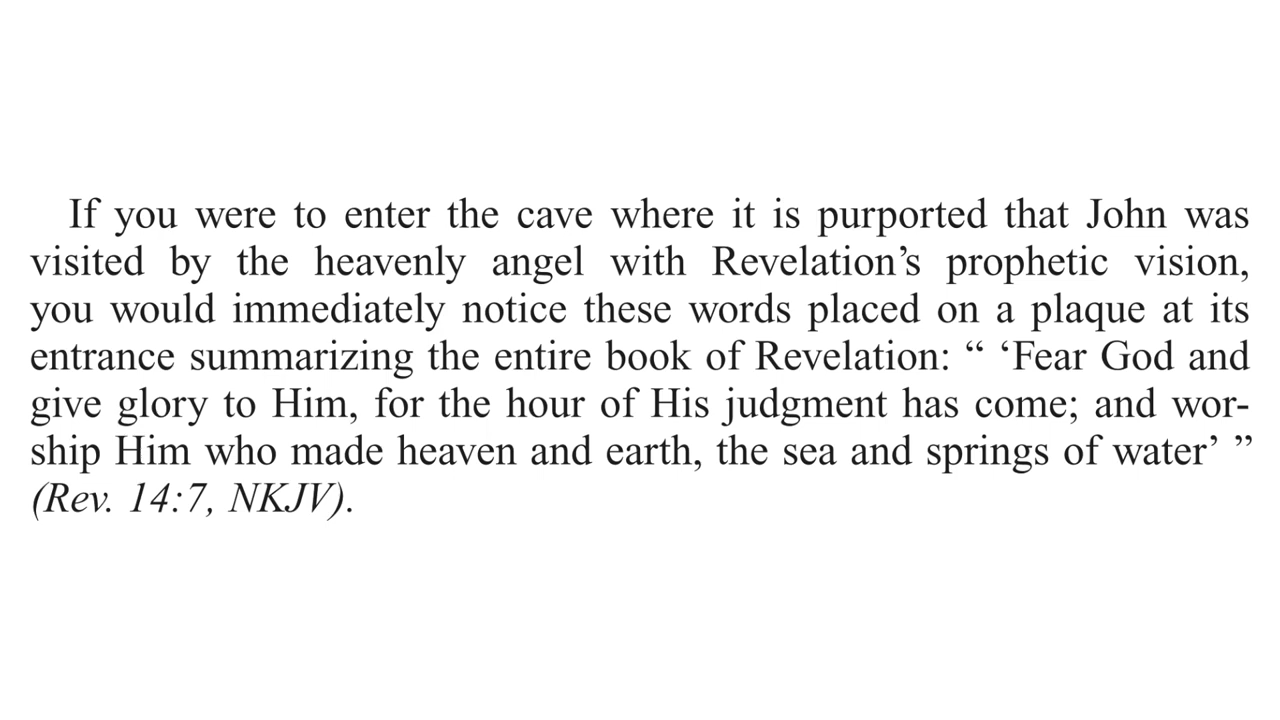 If you were to enter the cave where it is purported that John was
visited by the heavenly angel with Revelation’s prophetic vision,
you would immediately notice these words placed on a plaque at its
entrance summarizing the entire book of Revelation: “ ‘Fear God and
give glory to Him, for the hour of His judgment has come; and wor-
ship Him who made heaven and earth, the sea and springs of water’ ”
(Rev. 14:7, NKJV).